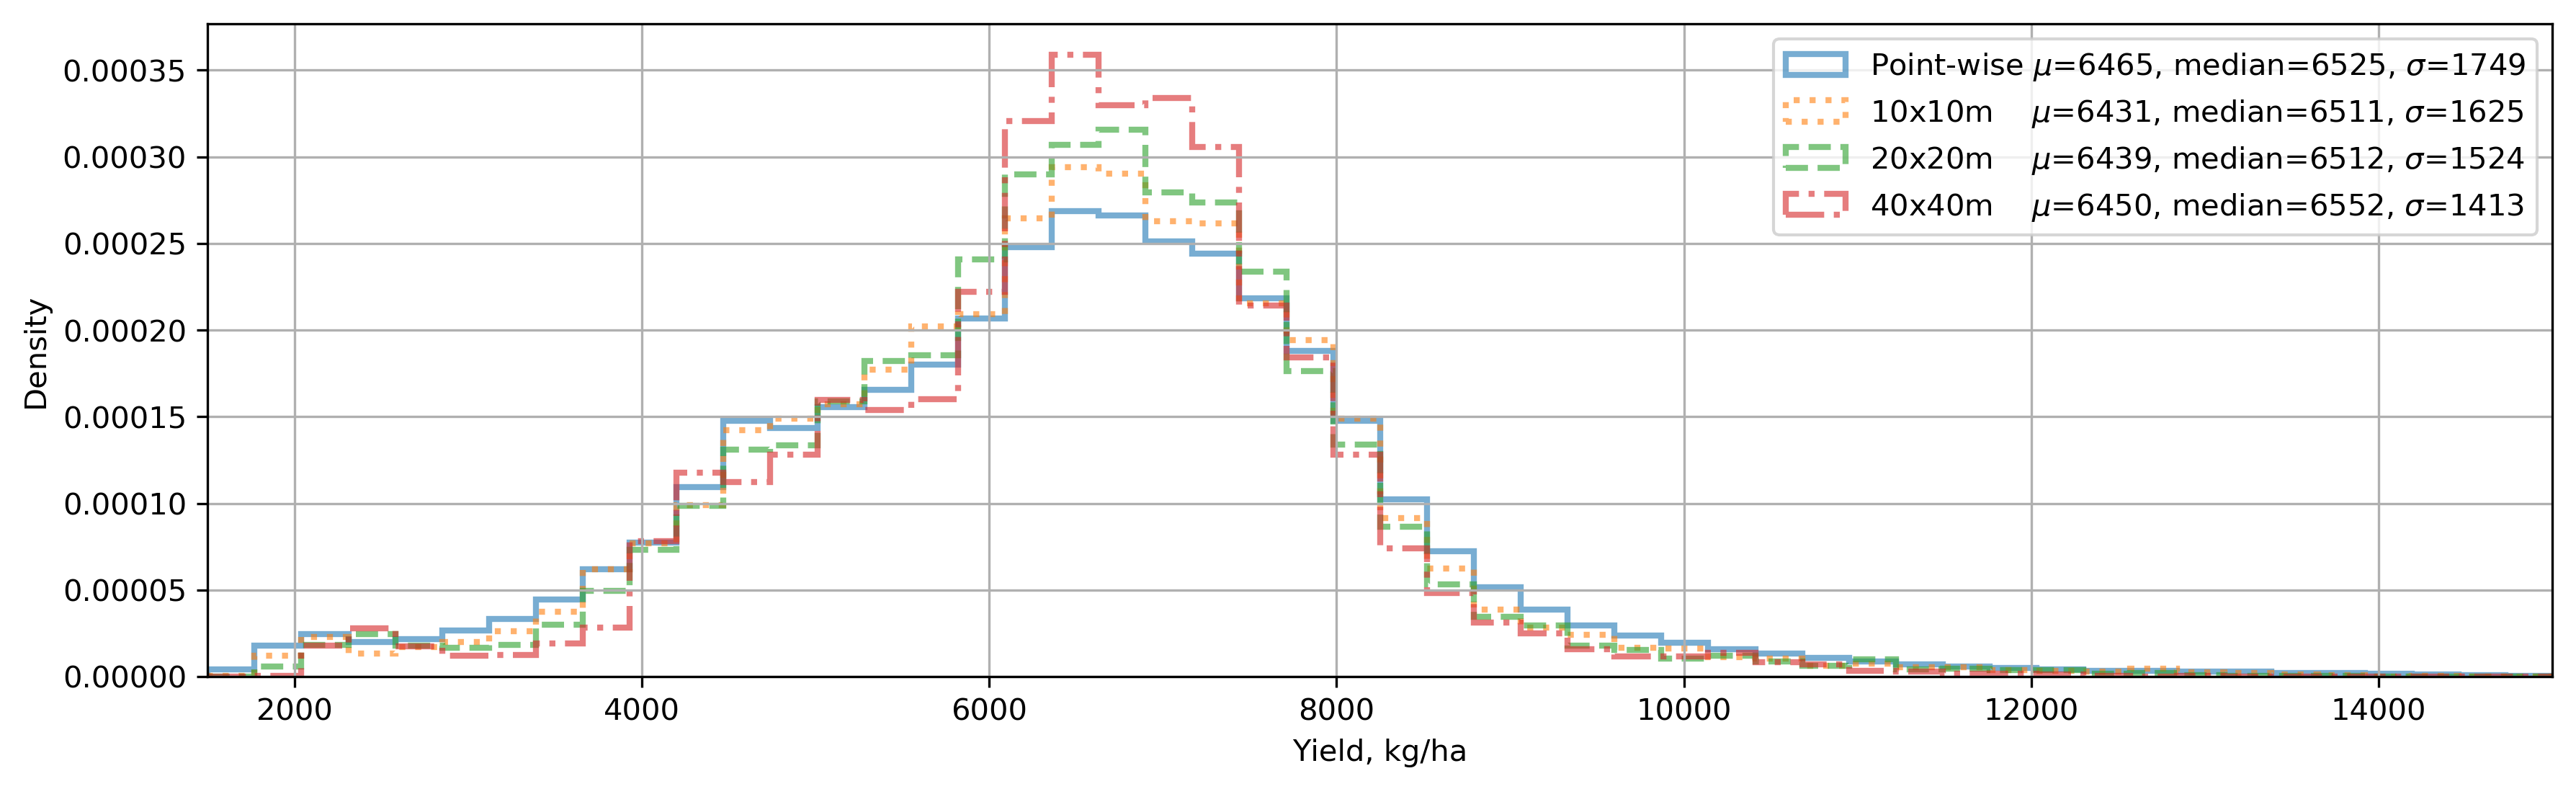 Density
0.00035
0.00030
0.00025
0.00020
0.00015
0.00010
0.00005
0.00000
Point-wise μ=6465, median=6525, σ=1749
10x10m μ=6431, median=6511, σ=1625
20x20m μ=6439, median=6512, σ=1524
40x40m μ=6450, median=6552, σ=1413
2000 4000 6000 8000 10000 12000 14000
Yield, kg/ha